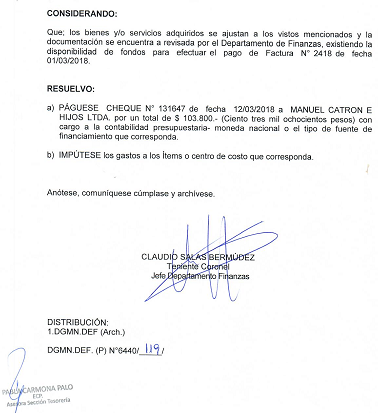 CONSIDERANDO:
Que; los bienes y/o servicios adquiridos se ajustan a los vistos mencionados y la
documentación se encuentra a revisada por el Departamento de Finanzas, existiendo la
disponibilidad de fondos para efectuar el pago de Factura N° 2418 de fecha
01/03/2018.
RESUELVO:
a) PÁGUESE CHEQUE N° 131647 de fecha 12/03/2018 a MANUEL CATRON E
HIJOS LTDA. por un total de $ 103.800.- (Ciento tres mil ochocientos pesos) con
cargo a la contabilidad presupuestaria- moneda nacional o el tipo de fuente de
financiamiento que corresponda.
b) IMPÚTESE los gastos a los Ítems o centro de costo que corresponda.
Anótese, comuníquese cúmplase y archívese.
CLAUDIO SALAS BERMÚDEZ
Teniente Coronel
Jefe Departamento Finanzas
DISTRIBUCIÓN:
1.DGMN.DEF (Arch.)
DGMN.DEF. (P) N°6440/ 119 /
CARMONA PALO
ECP.
Asesora Sección Tesorería